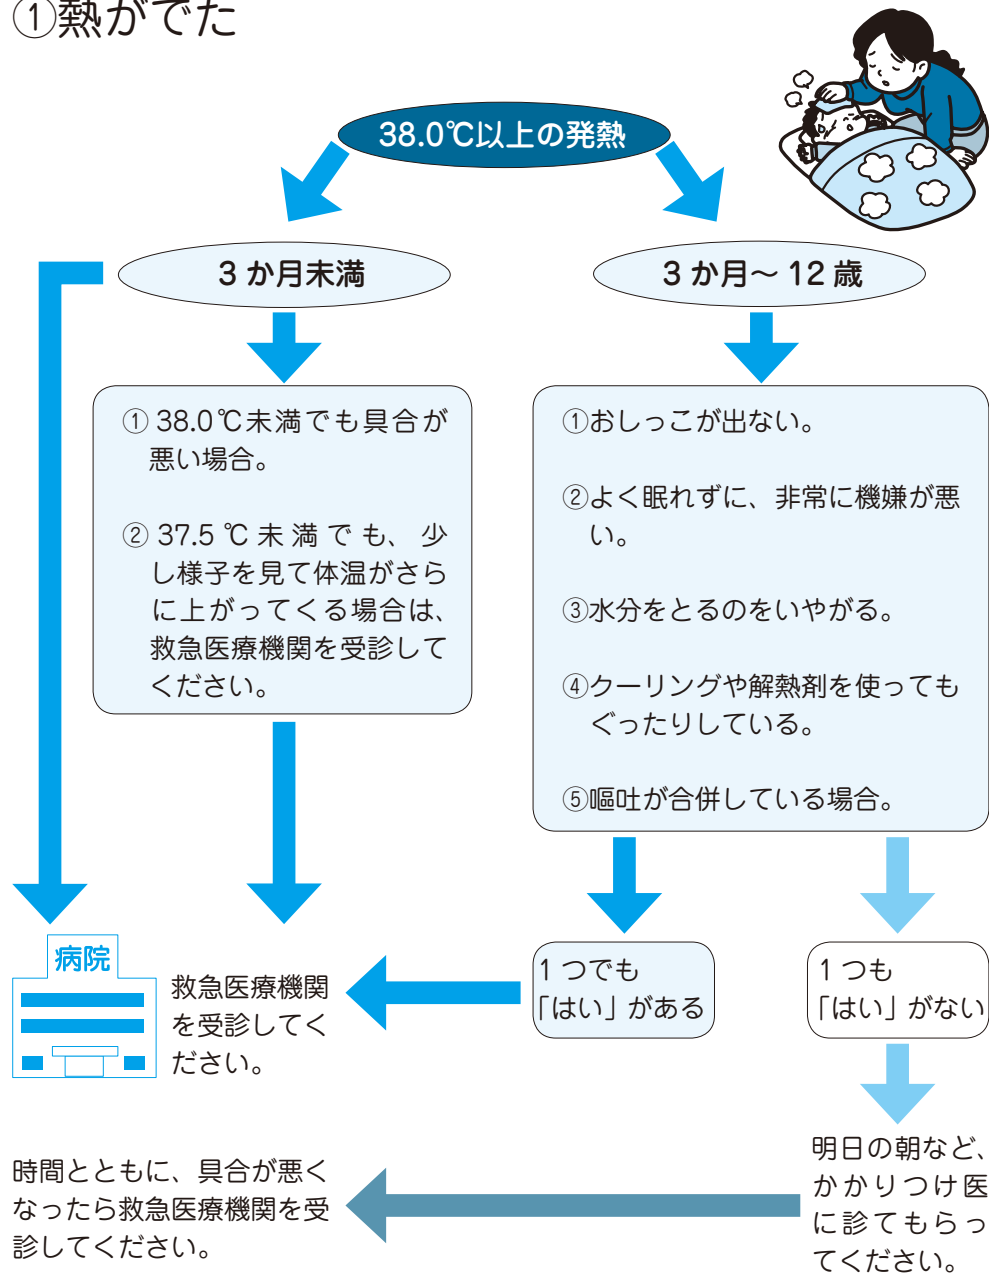 ①熱がでた
38.0℃以上の発熱
3か月未満
3か月～12歳
①38.0℃未満でも具合が
悪い場合。
②37.5℃未満でも、少
し様子を見て体温がさら
に上がってくる場合は、
救急医療機関を受診して
ください。
①おしっこが出ない。
②よく眠れずに、非常に機嫌が悪
い。
③水分をとるのをいやがる。
④クーリングや解熱剤を使っても
ぐったりしている。
⑤嘔吐が合併している場合。
病院
救急医療機関
を受診してく
ださい。
1つでも
「はい」がある
1つも
「はい」がない
明日の朝など、
かかりつけ医
に診てもらっ
てください。
時間とともに、具合が悪く
なったら救急医療機関を受
診してください。